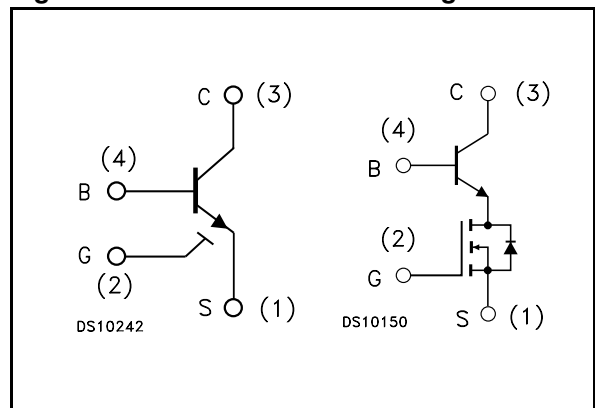 C (3)
(4)
B
G
(2)
S (1)
DS10242
C (3)
(4)
B
(2)
G
S (1)
DS10150